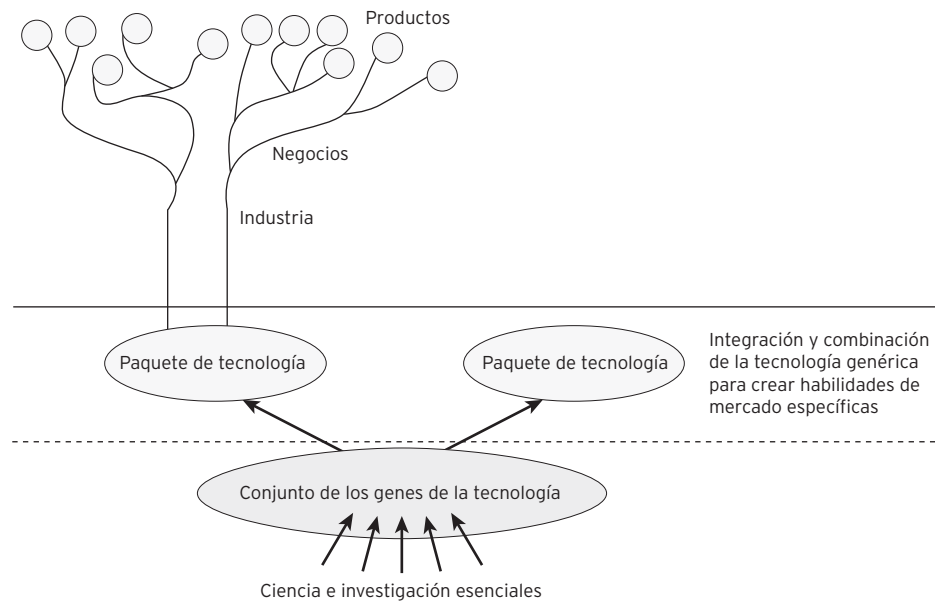 Productos
Negocios
Industria
Paquete de tecnología
Paquete de tecnología
Integración y combinación
de la tecnología genérica
para crear habilidades de
mercado específicas
Conjunto de los genes de la tecnología
Ciencia e investigación esenciales